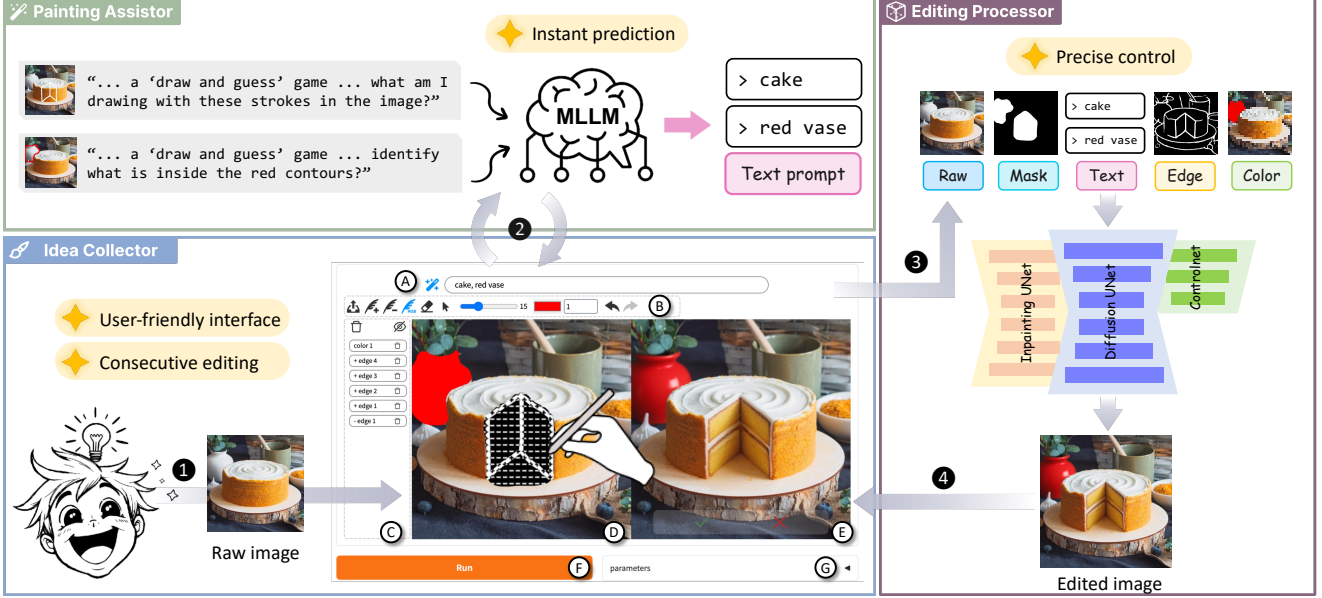 Painting Assistor
Instant prediction
“... a ‘draw and guess’ game ... what am I
drawing with these strokes in the image?”
“... a ‘draw and guess’ game ... identify
what is inside the red contours?”
MLLM
> cake
> red vase
Text prompt
2
Idea Collector
User-friendly interface
Consecutive editing
1
Raw image
A
cake, red vase
15
1
B
color 1
+ edge 4
+ edge 3
+ edge 2
+ edge 1
- edge 1
C
D
E
Run
F
parameters
G
Editing Processor
Precise control
> cake
> red vase
Raw
Mask
Text
Edge
Color
3
Inpainting UNet
Diffusion UNet
Controlnet
4
Edited image